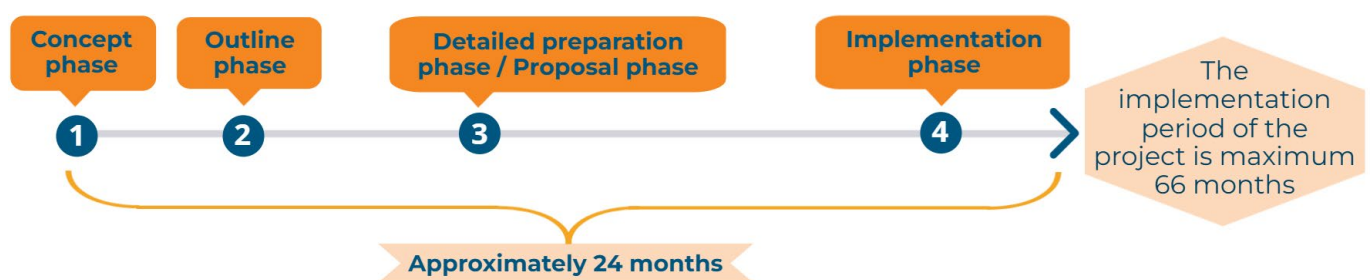 Concept
phase
Outline
phase
Detailed preparation
phase / Proposal phase
Implementation
phase
1
2
3
4
The
implementation
period of the
project is maximum
66 months
Approximately 24 months